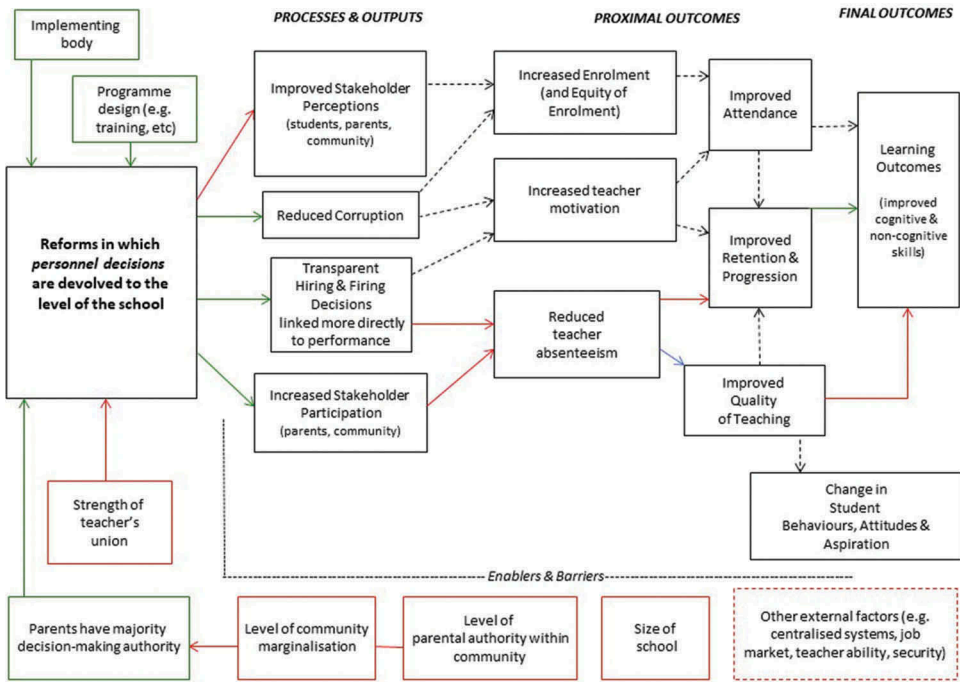 PROCESSES & OUTPUTS
PROXIMAL OUTCOMES
FINAL OUTCOMES
Implementing
body
Programme
design (e.g.
training, etc)
Reforms in which
personnel decisions
are devolved to the
level of the school
Strength of
teacher's
union
Improved Stakeholder
Perceptions
(students, parents,
community)
Reduced Corruption
Transparent
Hiring & Firing
Decisions
linked more directly
to performance
Increased Stakeholder
Participation
(parents, community)
Increased Enrolment
(and Equity of
Enrolment)
Increased teacher
motivation
Reduced
teacher
absenteeism
Improved
Attendance
Improved
Retention &
Progression
Improved
Quality
of Teaching
Learning
Outcomes
(improved
cognitive &
non-cognitive
skills)
Change in
Student
Behaviours, Attitudes &
Aspiration
Enablers & Barriers
Parents have majority
decision-making authority
Level of community
marginalisation
Level of
parental authority within
community
Size of
school
Other external factors (e.g.
centralised systems, job
market, teacher ability, security)